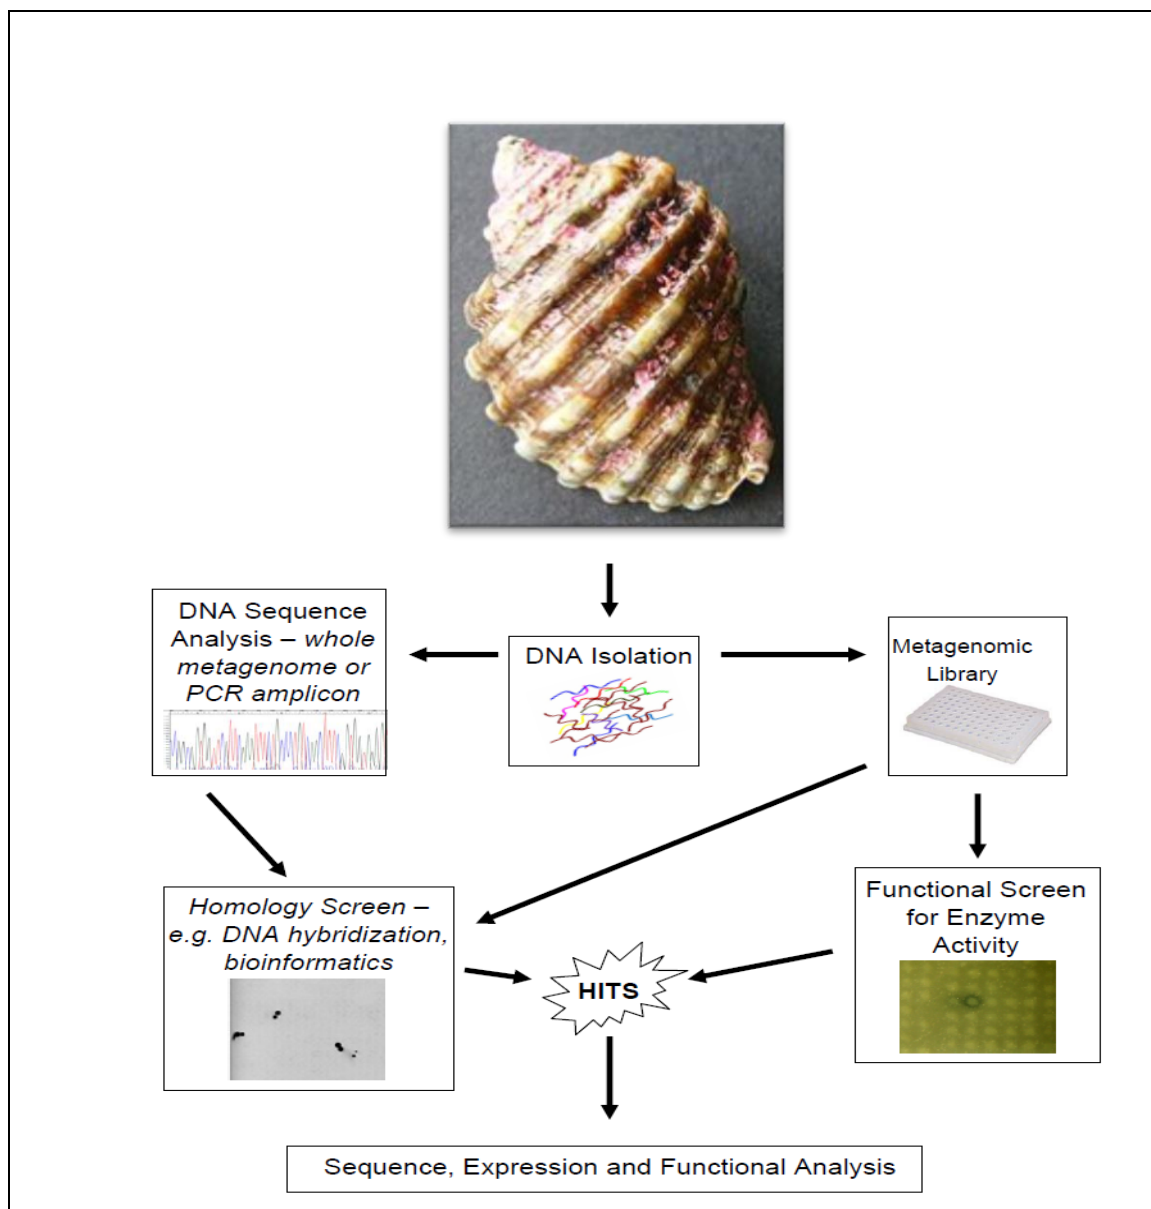 DNA Sequence
Analysis – whole
metagenome or
PCR amplicon
DNA Isolation
Metagenomic
Library
Homology Screen –
e.g. DNA hybridization,
bioinformatics
HITS
Functional Screen
for Enzyme
Activity
Sequence, Expression and Functional Analysis